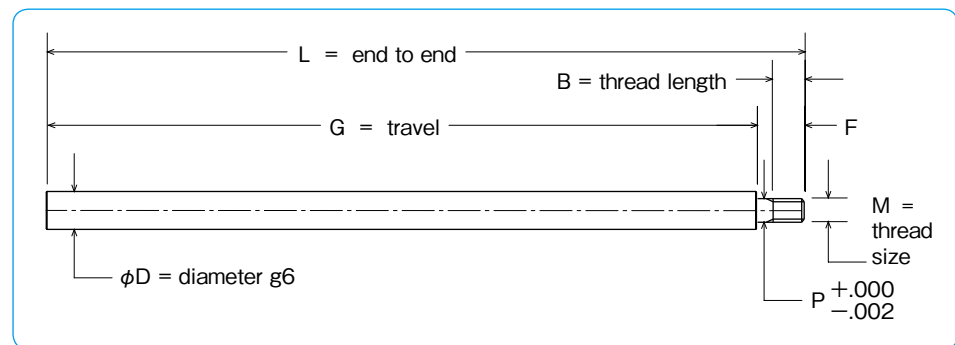 L = end to end
B = thread length
G = travel
F
M =
thread
size
φD = diameter g6
P +.000
−.002